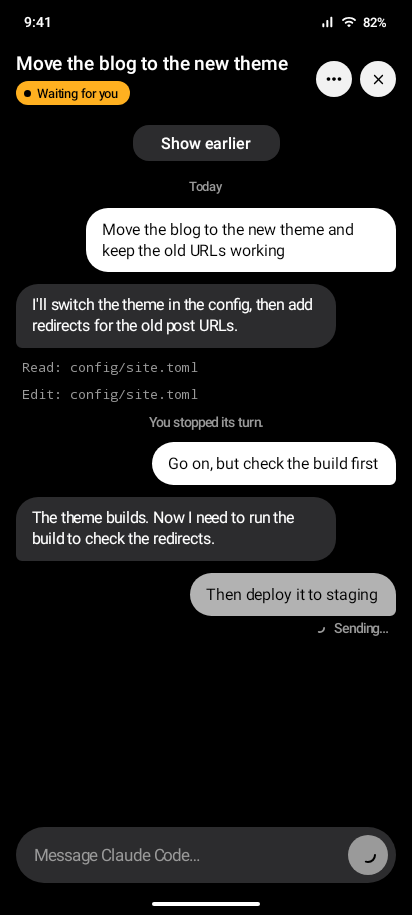 9:41
82%
Move the blog to the new theme
Waiting for you
Show earlier
Today
Move the blog to the new theme and
keep the old URLs working
I'll switch the theme in the config, then add
redirects for the old post URLs.
Read: config/site.toml
Edit: config/site.toml
You stopped its turn.
Go on, but check the build first
The theme builds. Now I need to run the
build to check the redirects.
Then deploy it to staging
Sending…
Message Claude Code…